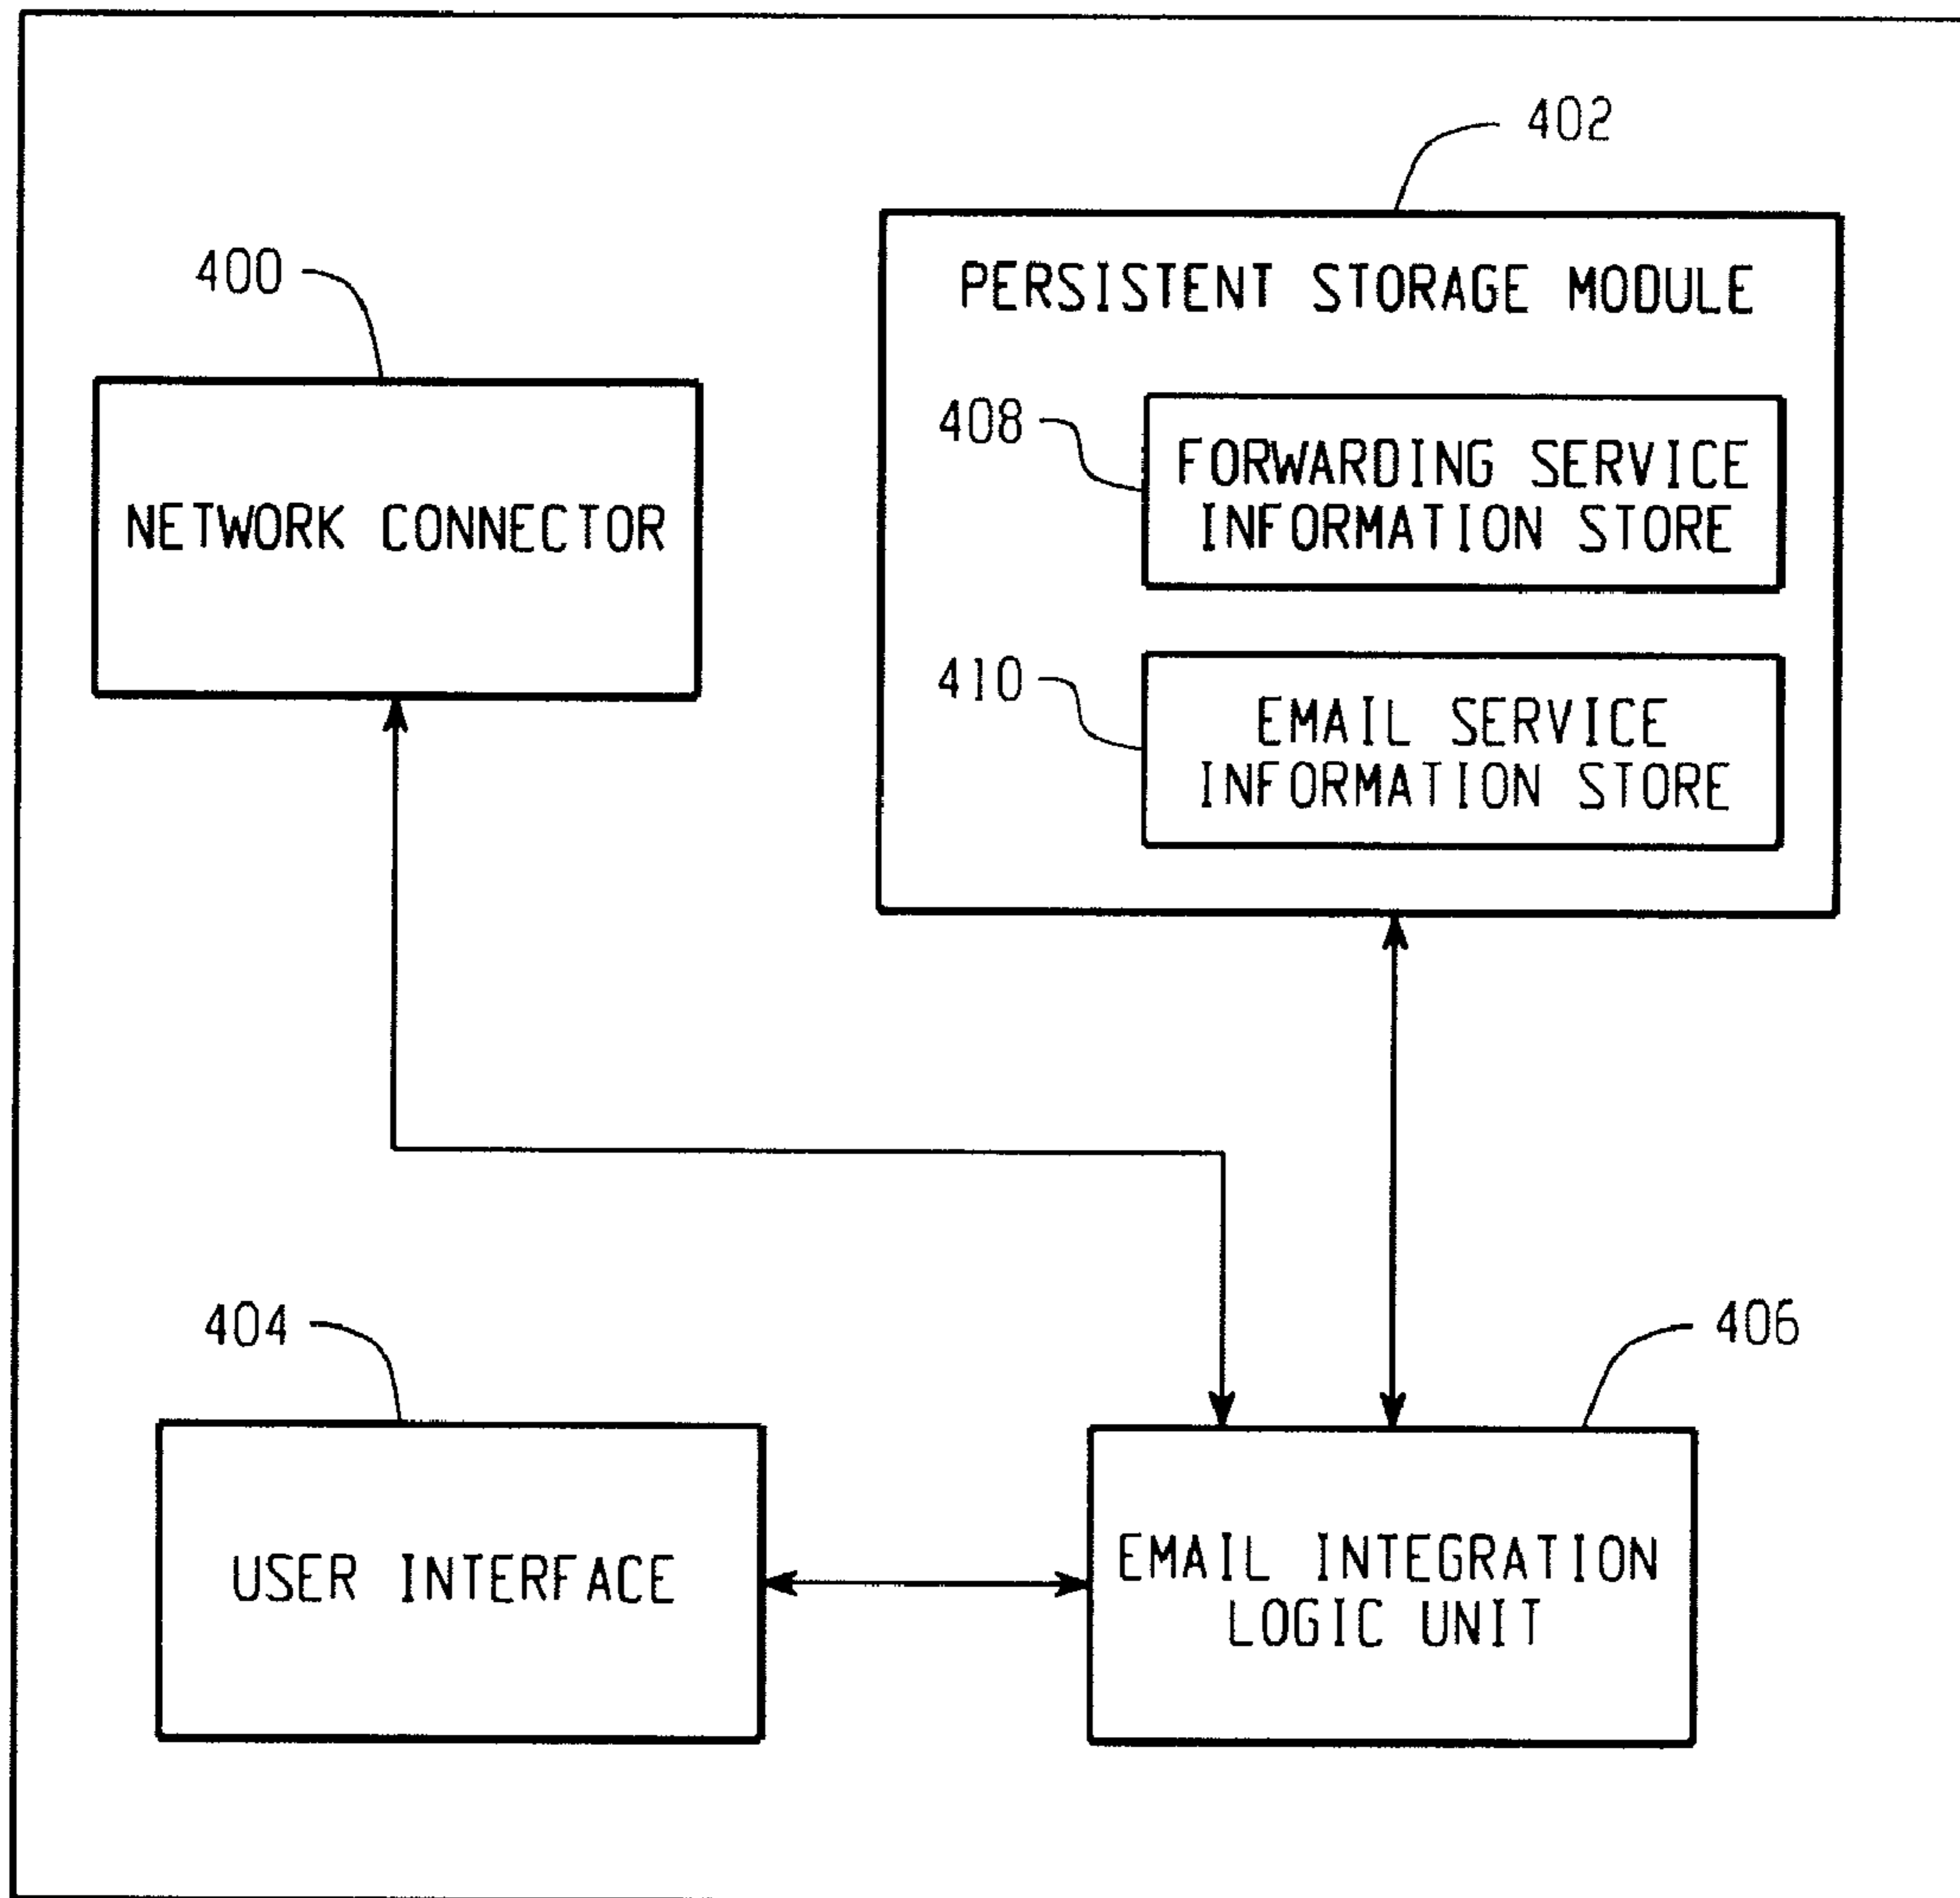 402
400
PERSISTENT STORAGE MODULE
408
FORWARDING SERVICE
INFORMATION STORE
NETWORK CONNECTOR
410
EMAIL SERVICE
INFORMATION STORE
404
406
USER INTERFACE
EMAIL INTEGRATION
LOGIC UNIT